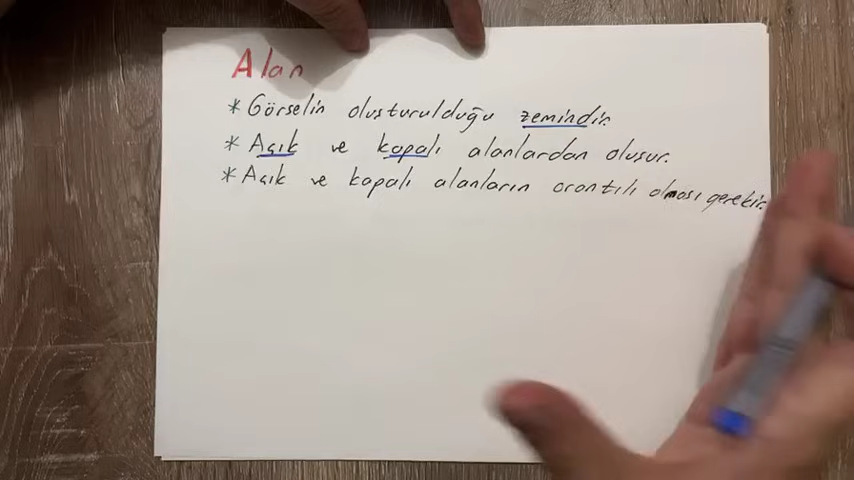 Alan
* Görselin oluşturulduğu zemindir.
* Açık ve kapalı alanlardan oluşur.
* Açık ve kapalı alanların orantılı olması gerekir.